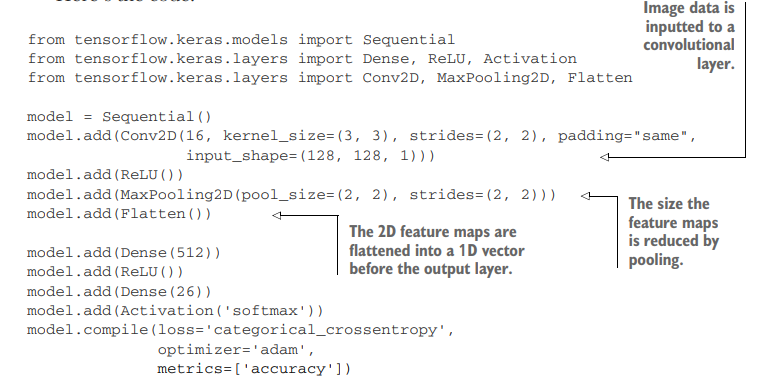 Here's the code:
Image data is
inputted to a
convolutional
layer.
from tensorflow.keras.models import Sequential
from tensorflow.keras.layers import Dense, ReLU, Activation
from tensorflow.keras.layers import Conv2D, MaxPooling2D, Flatten
model = Sequential()
model.add(Conv2D(16, kernel_size=(3, 3), strides=(2, 2), padding="same",
input_shape=(128, 128, 1)))
model.add(ReLU())
model.add(MaxPooling2D(pool_size=(2, 2), strides=(2, 2)))
model.add(Flatten())
The size the
feature maps
is reduced by
pooling.
The 2D feature maps are
flattened into a 1D vector
before the output layer.
model.add(Dense(512))
model.add(ReLU())
model.add(Dense(26))
model.add(Activation('softmax'))
model.compile(loss='categorical_crossentropy',
optimizer='adam',
metrics=['accuracy'])